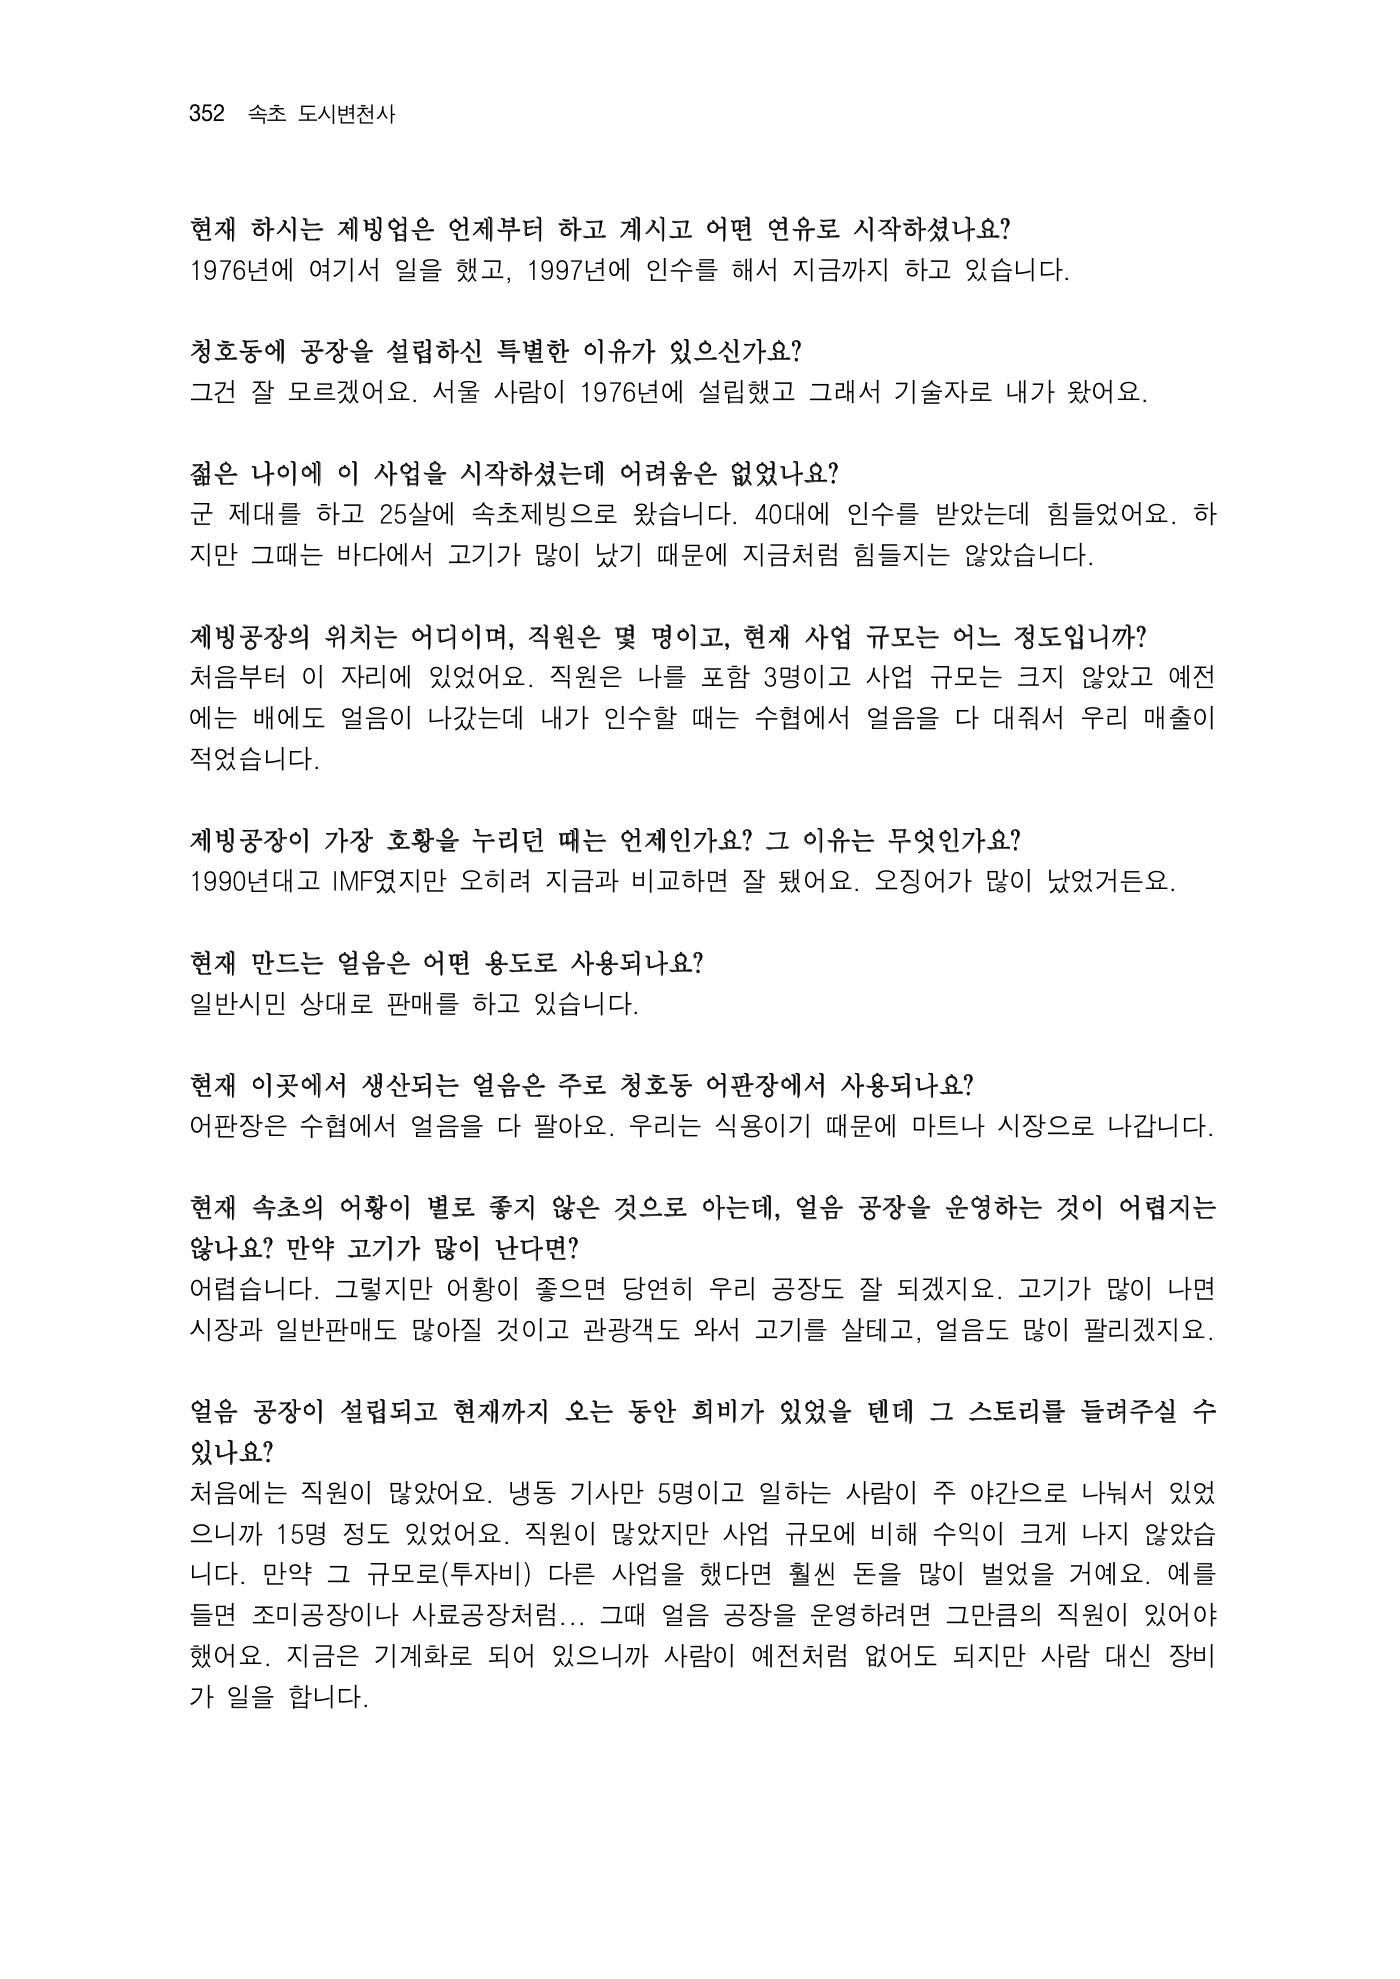 352 속초 도시변천사
현재 하시는 제빙업은 언제부터 하고 계시고 어떤 연유로 시작하셨나요?
1976년에 여기서 일을 했고, 1997년에 인수를 해서 지금까지 하고 있습니다.
청호동에 공장을 설립하신 특별한 이유가 있으신가요?
그건 잘 모르겠어요. 서울 사람이 1976년에 설립했고 그래서 기술자로 내가 왔어요.
젊은 나이에 이 사업을 시작하셨는데 어려움은 없었나요?
군 제대를 하고 25살에 속초제빙으로 왔습니다. 40대에 인수를 받았는데 힘들었어요. 하
지만 그때는 바다에서 고기가 많이 났기 때문에 지금처럼 힘들지는 않았습니다.
제빙공장의 위치는 어디이며, 직원은 몇 명이고, 현재 사업 규모는 어느 정도입니까?
처음부터 이 자리에 있었어요. 직원은 나를 포함 3명이고 사업 규모는 크지 않았고 예전
에는 배에도 얼음이 나갔는데 내가 인수할 때는 수협에서 얼음을 다 대줘서 우리 매출이
적었습니다.
제빙공장이 가장 호황을 누리던 때는 언제인가요? 그 이유는 무엇인가요?
1990년대고 IMF였지만 오히려 지금과 비교하면 잘 됐어요. 오징어가 많이 났었거든요.
현재 만드는 얼음은 어떤 용도로 사용되나요?
일반시민 상대로 판매를 하고 있습니다.
현재 이곳에서 생산되는 얼음은 주로 청호동 어판장에서 사용되나요?
어판장은 수협에서 얼음을 다 팔아요. 우리는 식용이기 때문에 마트나 시장으로 나갑니다.
현재 속초의 어황이 별로 좋지 않은 것으로 아는데, 얼음 공장을 운영하는 것이 어렵지는
않나요? 만약 고기가 많이 난다면?
어렵습니다. 그렇지만 어황이 좋으면 당연히 우리 공장도 잘 되겠지요. 고기가 많이 나면
시장과 일반판매도 많아질 것이고 관광객도 와서 고기를 살테고, 얼음도 많이 팔리겠지요.
얼음 공장이 설립되고 현재까지 오는 동안 희비가 있었을 텐데 그 스토리를 들려주실 수
있나요?
처음에는 직원이 많았어요. 냉동 기사만 5명이고 일하는 사람이 주 야간으로 나눠서 있었
으니까 15명 정도 있었어요. 직원이 많았지만 사업 규모에 비해 수익이 크게 나지 않았습
니다. 만약 그 규모로(투자비) 다른 사업을 했다면 훨씬 돈을 많이 벌었을 거예요. 예를
들면 조미공장이나 사료공장처럼... 그때 얼음 공장을 운영하려면 그만큼의 직원이 있어야
했어요. 지금은 기계화로 되어 있으니까 사람이 예전처럼 없어도 되지만 사람 대신 장비
가 일을 합니다.